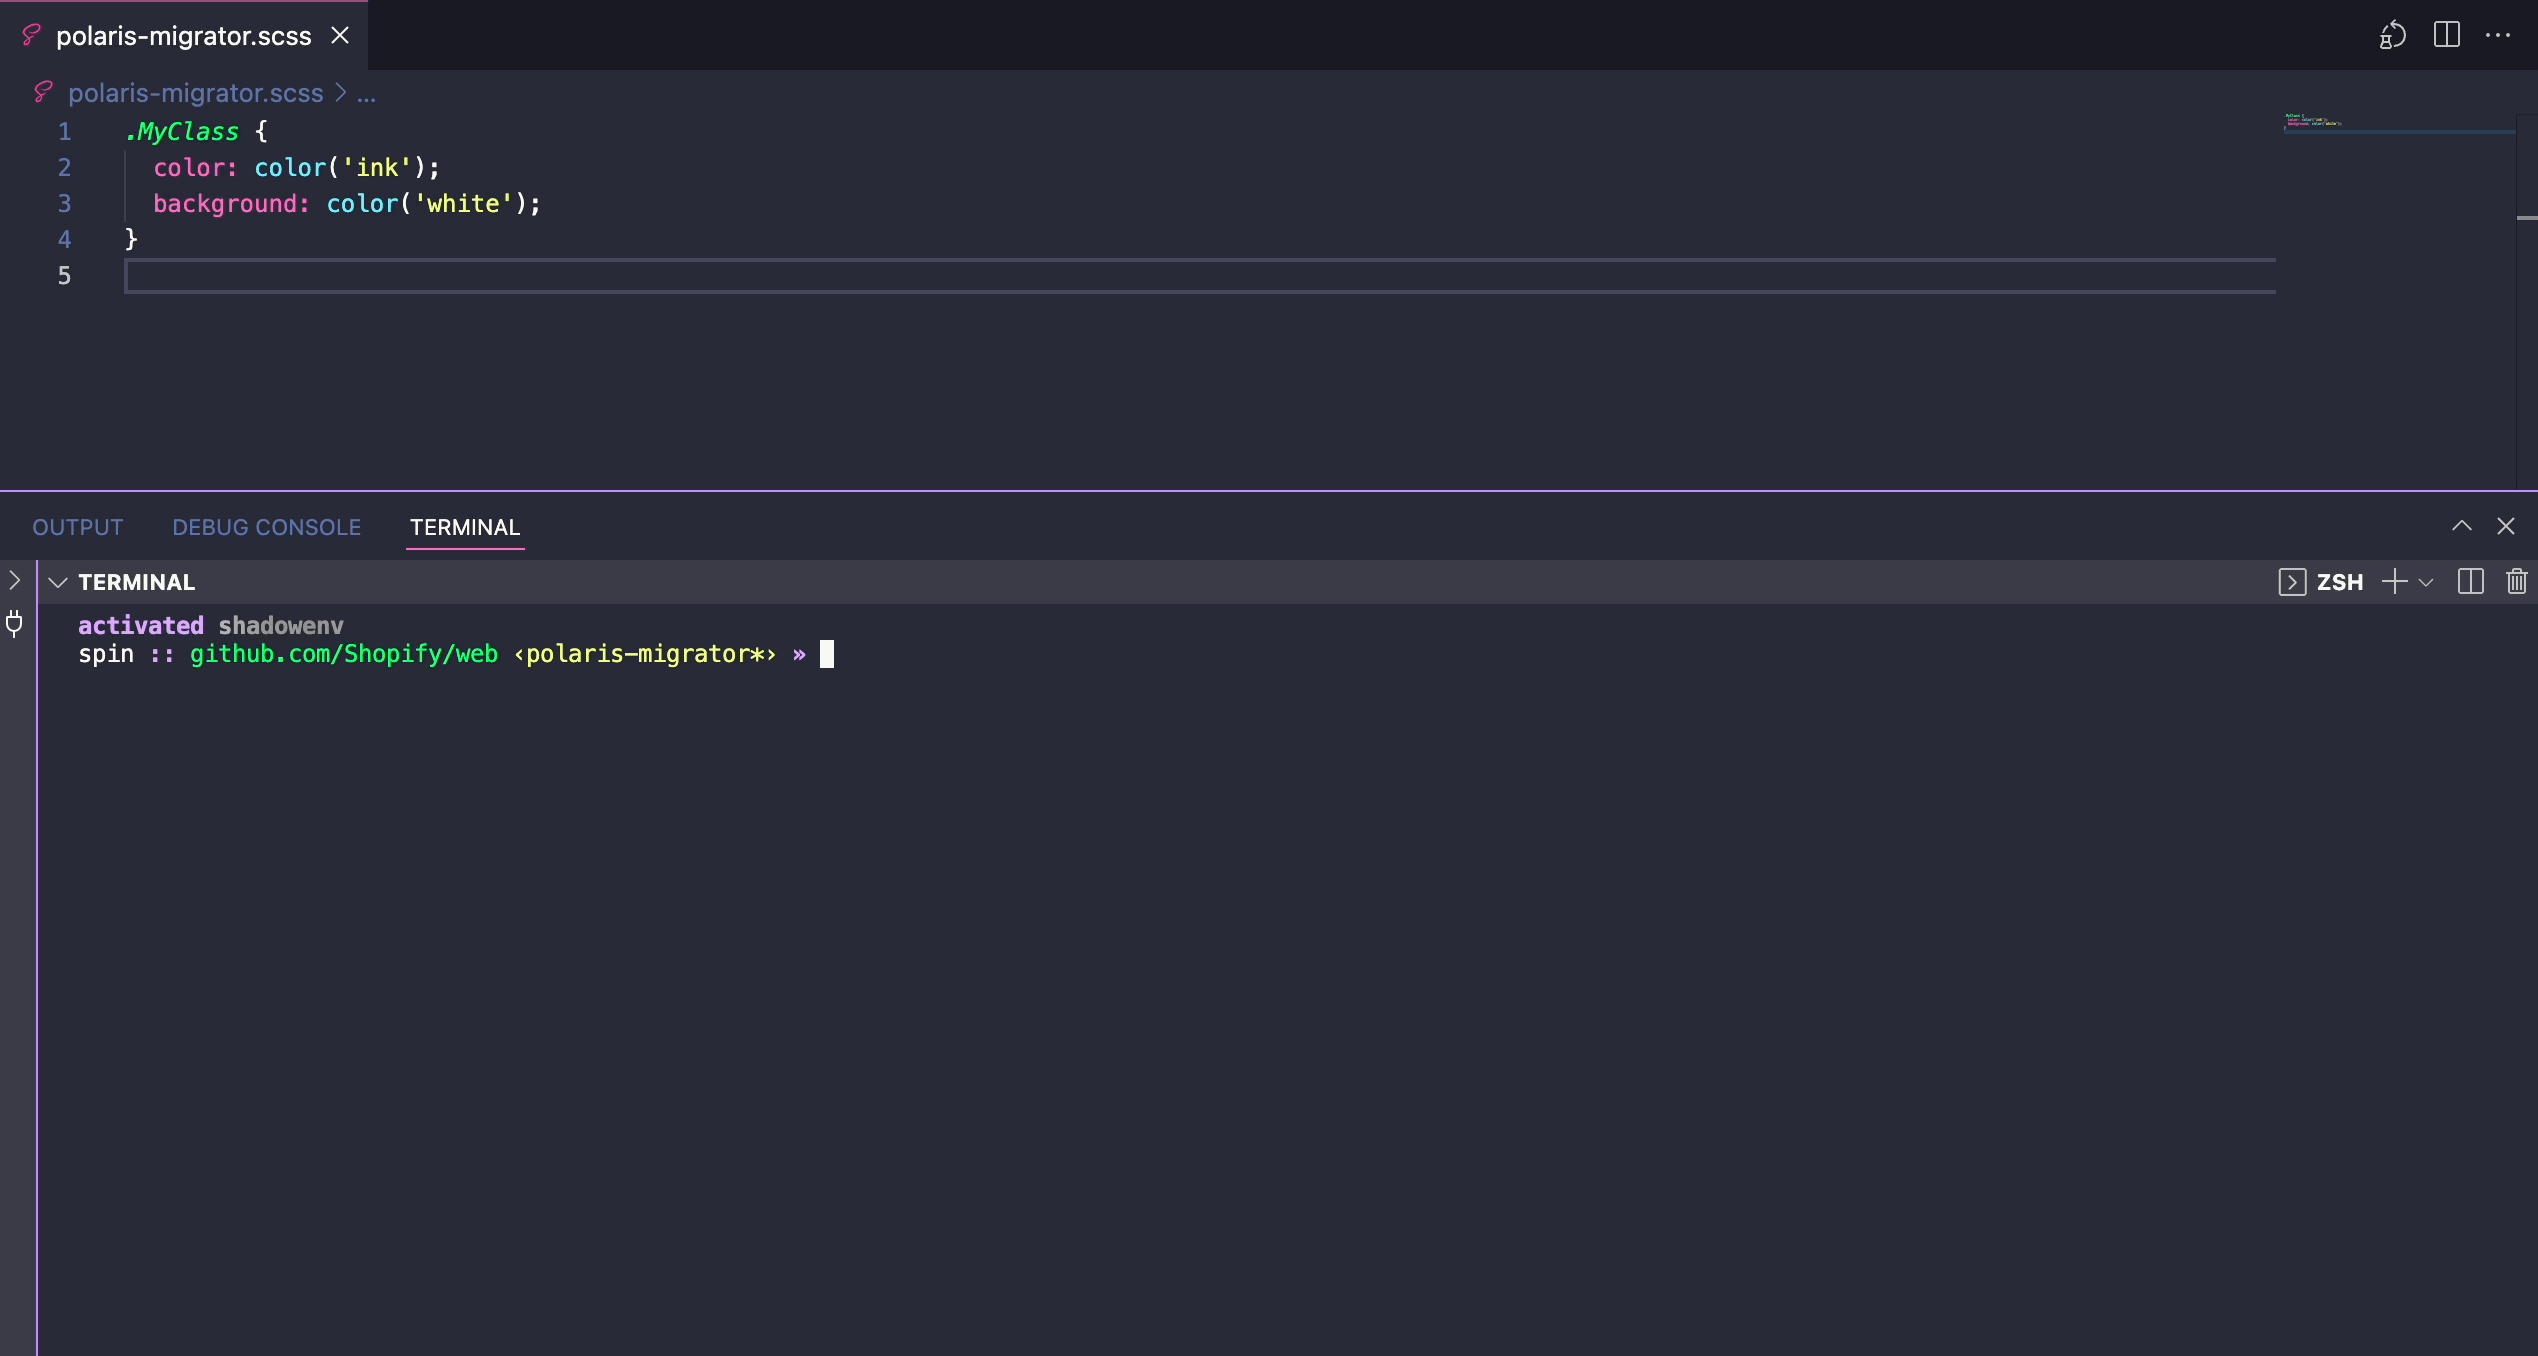 polaris-migrator.scss
polaris-migrator.scss > ...
1 .MyClass {
2 color: color('ink');
3 background: color('white');
4 }
5
OUTPUT DEBUG CONSOLE TERMINAL
TERMINAL ZSH
activated shadowenv
spin :: github.com/Shopify/web ‹polaris-migrator*› »